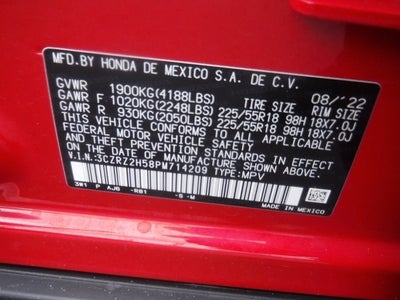 MFD.BY HONDA DE MEXICO S.A. DE C.V.
GVWR 1900KG(4188LBS) 08/'22
GAWR F 1020KG(2248LBS) TIRE SIZE RIM SIZE
GAWR R 930KG(2050LBS) 225/55R18 98H 18X7.0J
THIS VEHICLE CONFORMS TO ALL 225/55R18 98H 18X7.0J
APPLICABLE FEDERAL MOTOR VEHICLE SAFETY
AND THEFT PREVENTION STANDARDS IN EFFECT ON
THE DATE OF MANUFACTURE SHOWN ABOVE.
V.I.N.:3CZRZ2H58PM714209 TYPE:MPV
3W1 P AJ6 -RB1 -S -M
MADE IN MEXICO